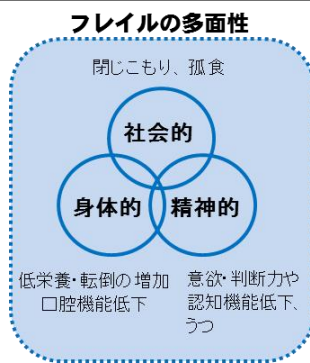 フレイルの多面性
閉じこもり、孤食
社会的
身体的
精神的
低栄養・転倒の増加
口腔機能低下
意欲・判断力や
認知機能低下、
うつ